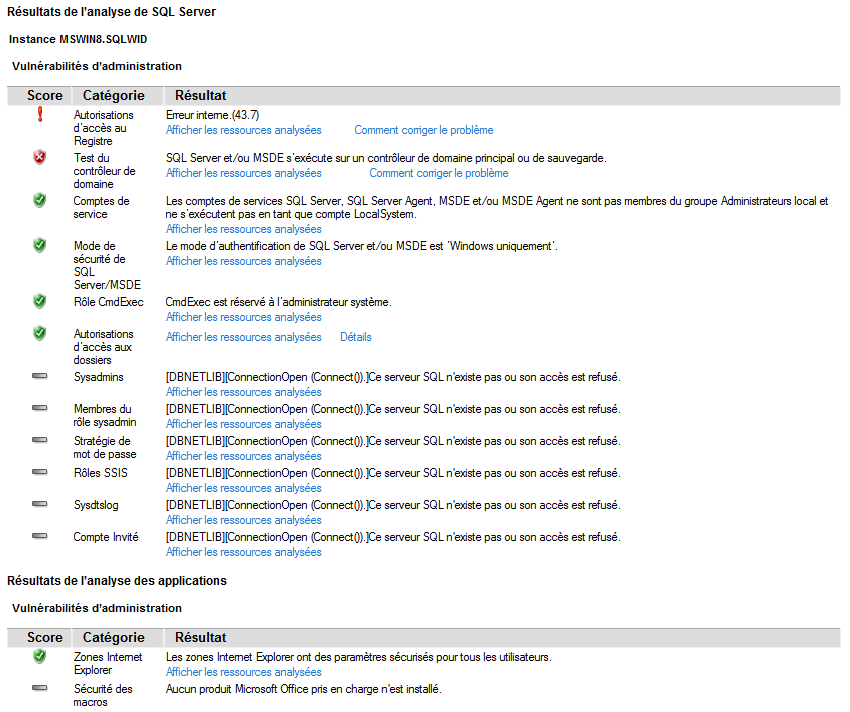 Résultats de l'analyse de SQL Server
Instance MSWIN8.SQLWID
Vulnérabilités d'administration
Score Catégorie Résultat
Autorisations d'accès au Registre
Erreur interne.(43.7)
Afficher les ressources analysées Comment corriger le problème
Test du contrôleur de domaine
SQL Server et/ou MSDE s'exécute sur un contrôleur de domaine principal ou de sauvegarde.
Afficher les ressources analysées Comment corriger le problème
Comptes de service
Les comptes de services SQL Server, SQL Server Agent, MSDE et/ou MSDE Agent ne sont pas membres du groupe Administrateurs local et
ne s'exécutent pas en tant que compte LocalSystem.
Afficher les ressources analysées
Mode de sécurité de SQL Server/MSDE
Le mode d'authentification de SQL Server et/ou MSDE est 'Windows uniquement'.
Afficher les ressources analysées
Rôle CmdExec
CmdExec est réservé à l'administrateur système.
Afficher les ressources analysées
Autorisations d'accès aux dossiers
Afficher les ressources analysées Détails
Sysadmins
[DBNETLIB][ConnectionOpen (Connect()).]Ce serveur SQL n'existe pas ou son accès est refusé.
Afficher les ressources analysées
Membres du rôle sysadmin
[DBNETLIB][ConnectionOpen (Connect()).]Ce serveur SQL n'existe pas ou son accès est refusé.
Afficher les ressources analysées
Stratégie de mot de passe
[DBNETLIB][ConnectionOpen (Connect()).]Ce serveur SQL n'existe pas ou son accès est refusé.
Afficher les ressources analysées
Rôles SSIS
[DBNETLIB][ConnectionOpen (Connect()).]Ce serveur SQL n'existe pas ou son accès est refusé.
Afficher les ressources analysées
Sysdtslog
[DBNETLIB][ConnectionOpen (Connect()).]Ce serveur SQL n'existe pas ou son accès est refusé.
Afficher les ressources analysées
Compte Invité
[DBNETLIB][ConnectionOpen (Connect()).]Ce serveur SQL n'existe pas ou son accès est refusé.
Afficher les ressources analysées
Résultats de l'analyse des applications
Vulnérabilités d'administration
Score Catégorie Résultat
Zones Internet Explorer
Les zones Internet Explorer ont des paramètres sécurisés pour tous les utilisateurs.
Afficher les ressources analysées
Sécurité des macros
Aucun produit Microsoft Office pris en charge n'est installé.